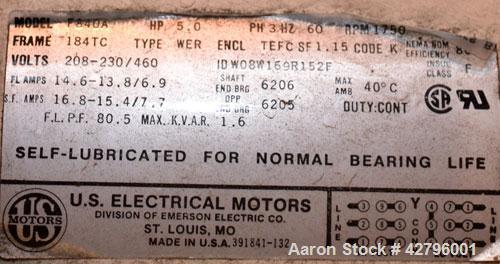 MODEL F840A HP 5.0 PH 3 HZ 60 RPM 1750
FRAME 184TC TYPE WER ENCL TEFC SF 1.15 CODE K NEMA NOM
VOLTS 208-230/460 ID W08W169R152F INSUL CLASS F
FL AMPS 14.6-13.8/6.9 SHAFT END BRG 6206 MAX AMB 40°C
S.F. AMPS 16.8-15.4/7.7 OPP END BRG 6205 DUTY:CONT
F.L.P.F. 80.5 MAX. K.V.A.R. 1.6
SA
SELF-LUBRICATED FOR NORMAL BEARING LIFE
US
MOTORS
U.S. ELECTRICAL MOTORS
DIVISION OF EMERSON ELECTRIC CO.
ST. LOUIS, MO
MADE IN U.S.A. 391841-132
LINE
Y
CO
LINE
Aaron Stock # 42796001